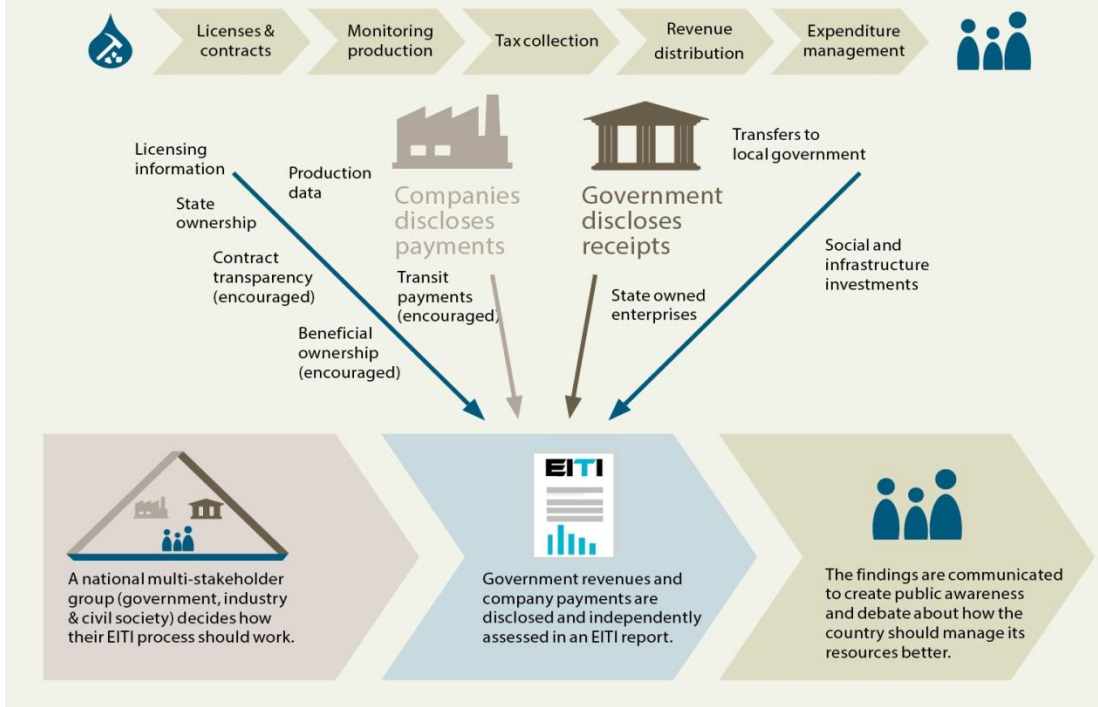 Licenses &
contracts
Monitoring
production
Tax collection
Revenue
distribution
Expenditure
management
Licensing
information
State
ownership
Contract
transparency
(encouraged)
Beneficial
ownership
(encouraged)
Production
data
Companies
discloses
payments
Transit
payments
(encouraged)
Government
discloses
receipts
State owned
enterprises
Transfers to
local government
Social and
infrastructure
investments
A national multi-stakeholder
group (government, industry
& civil society) decides how
their EITI process should work.
EITI
Government revenues and
company payments are
disclosed and independently
assessed in an EITI report.
The findings are communicated
to create public awareness
and debate about how the
country should manage its
resources better.